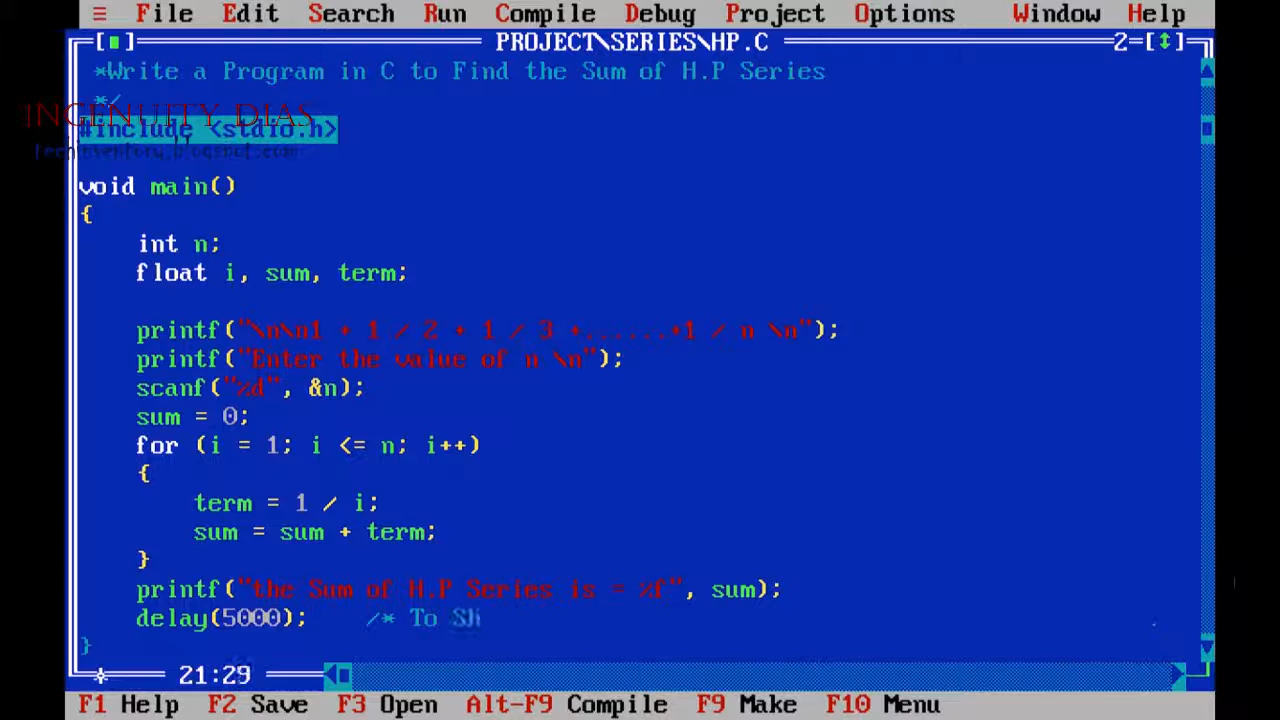 ≡ File Edit Search Run Compile Debug Project Options Window Help
[■] PROJECT\SERIES\HP.C 2=[↕]
*Write a Program in C to Find the Sum of H.P Series
*/
INGENUITY DIAS
#include <stdio.h>
techinventory.blogspot.com
void main()
{
int n;
float i, sum, term;
printf("\n\n1 + 1 / 2 + 1 / 3 +......+1 / n \n");
printf("Enter the value of n \n");
scanf("%d", &n);
sum = 0;
for (i = 1; i <= n; i++)
{
term = 1 / i;
sum = sum + term;
}
printf("the Sum of H.P Series is = %f", sum);
delay(5000); /* To
}
21:29
F1 Help F2 Save F3 Open Alt-F9 Compile F9 Make F10 Menu